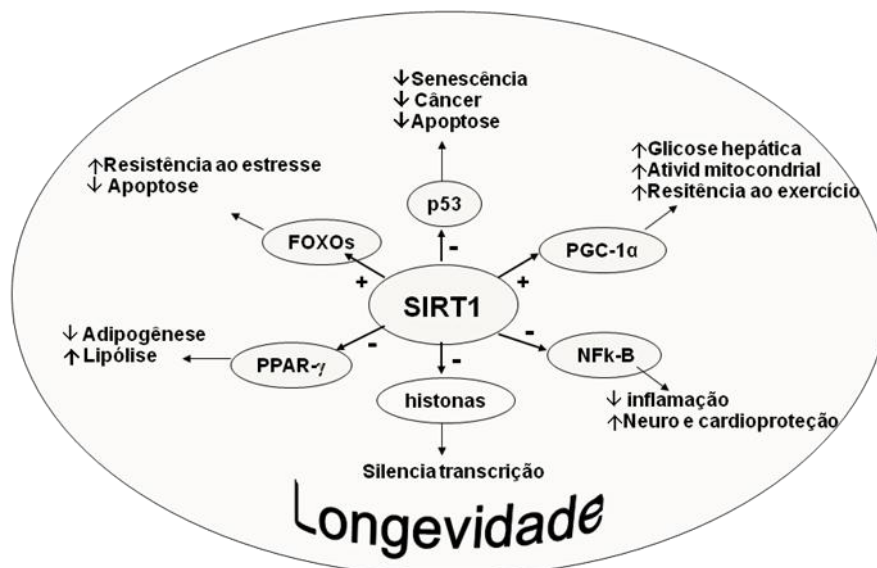 ↓Senescência
↓ Câncer
↓Apoptose
↑Glicose hepática
↑Ativid mitocondrial
↑Resitência ao exercício
↑Resistência ao estresse
↓ Apoptose
p53
FOXOs
PGC-1α
-
+
+
SIRT1
-
-
-
↓ Adipogênese
↑ Lipólise
PPAR-γ
NFk-B
histonas
↓ inflamação
↑Neuro e cardioproteção
Silencia transcrição
Longevidade